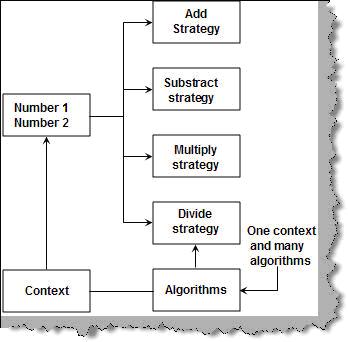 Add
Strategy
Substract
strategy
Number 1
Number 2
Multiply
strategy
Divide
strategy
One context
and many
algorithms
Context
Algorithms